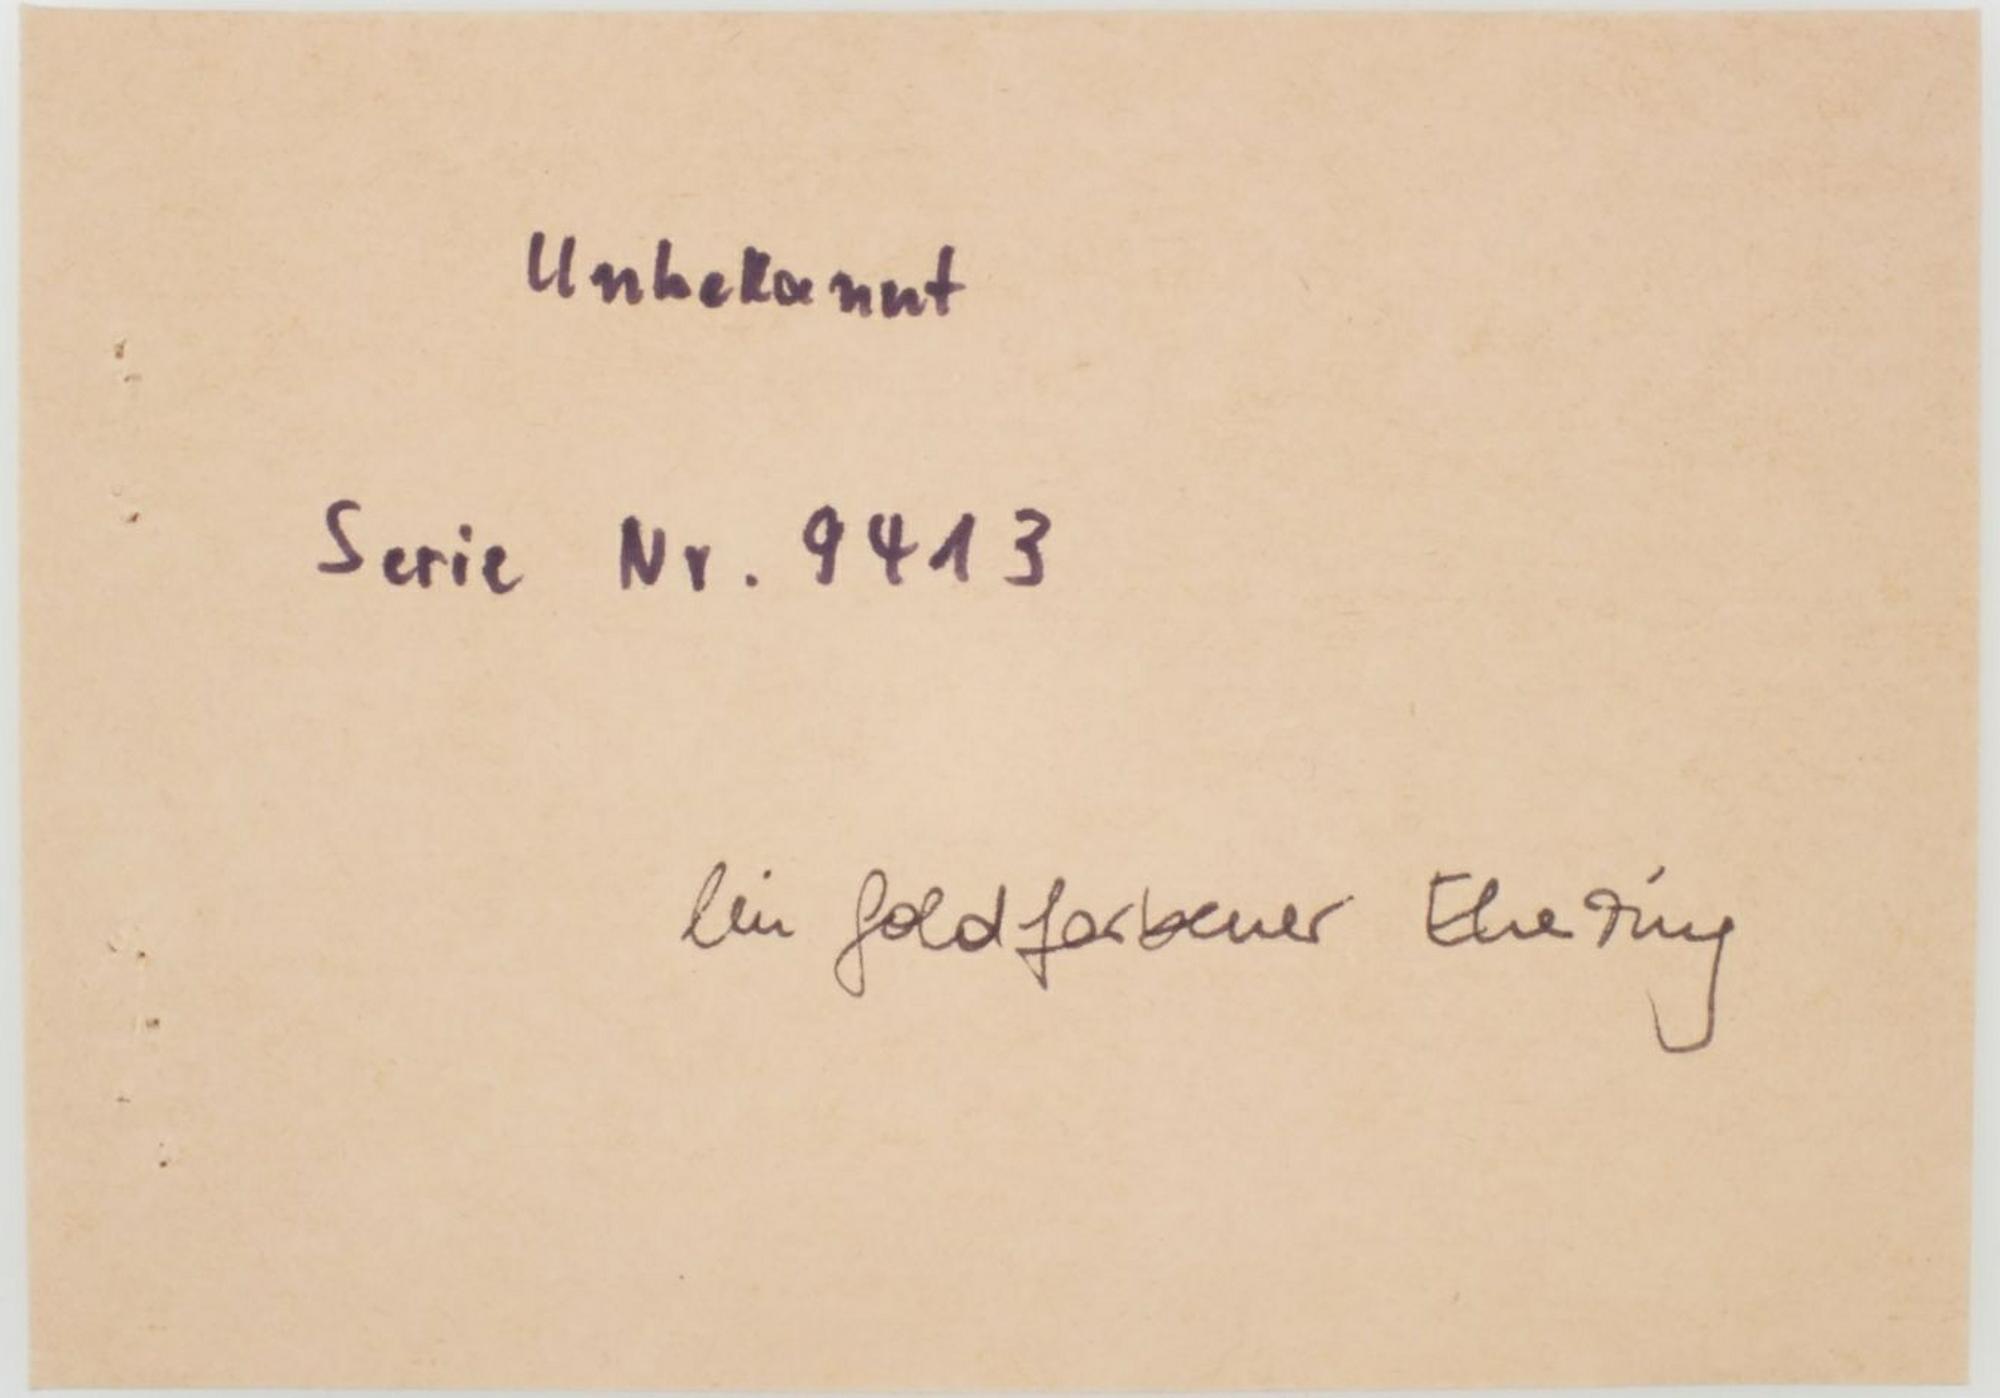 Unbekannt
Serie Nr. 9413
Ein goldfarbener Ehering